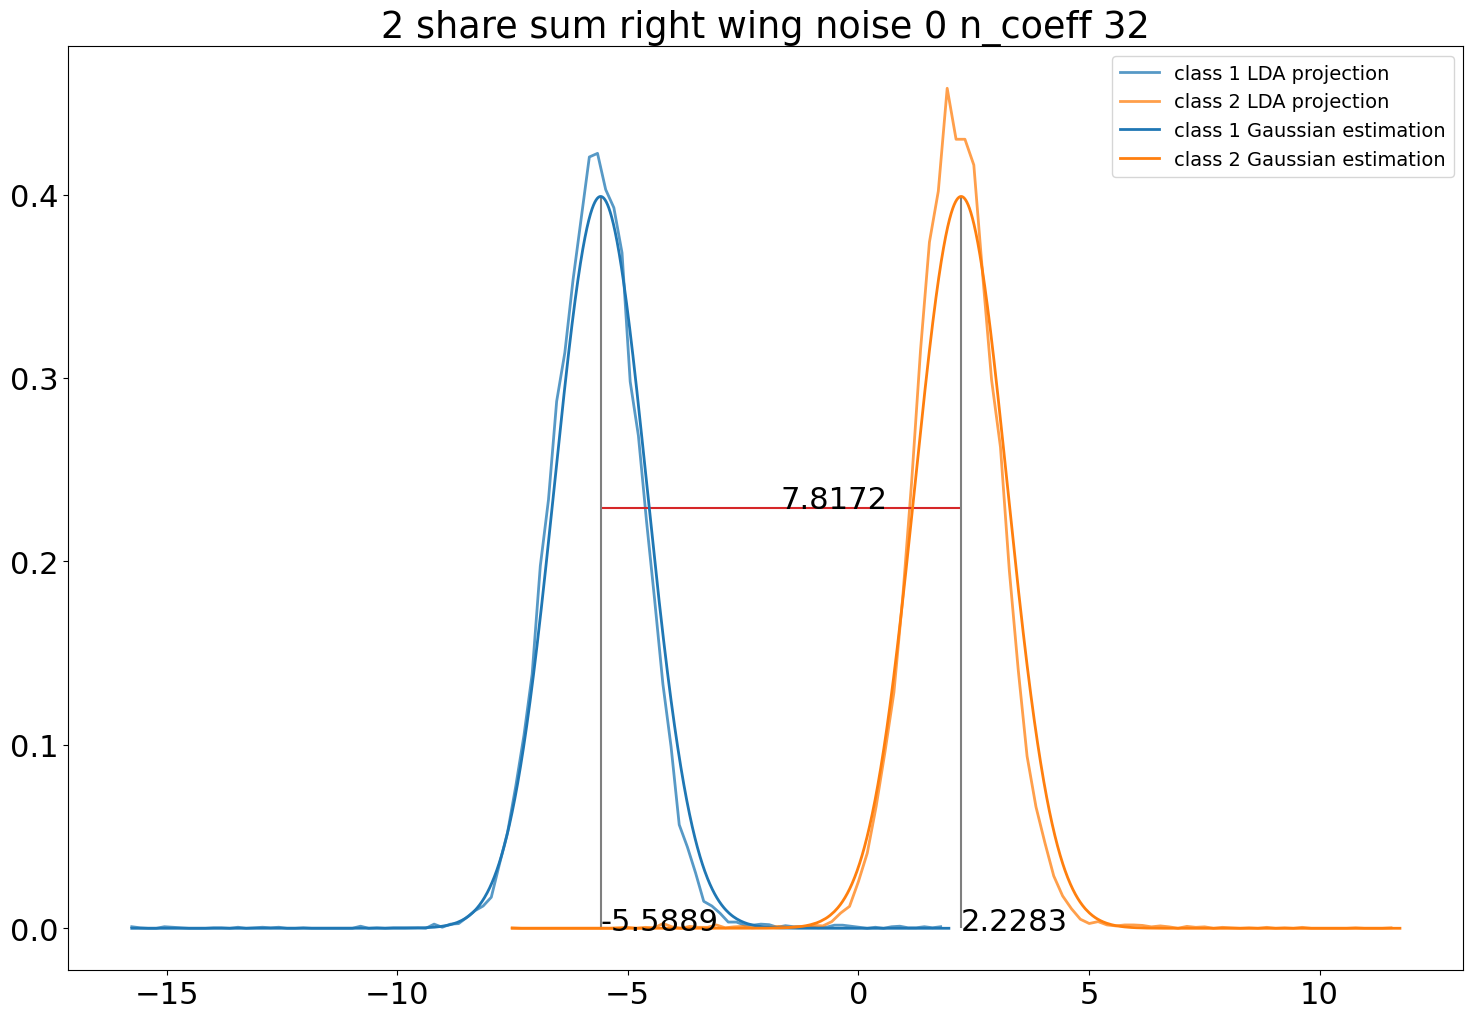 2 share sum right wing noise 0 n_coeff 32
class 1 LDA projection
class 2 LDA projection
class 1 Gaussian estimation
class 2 Gaussian estimation
0.4
0.3
0.2
0.1
0.0
7.8172
-5.5889
2.2283
−15
−10
−5
0
5
10